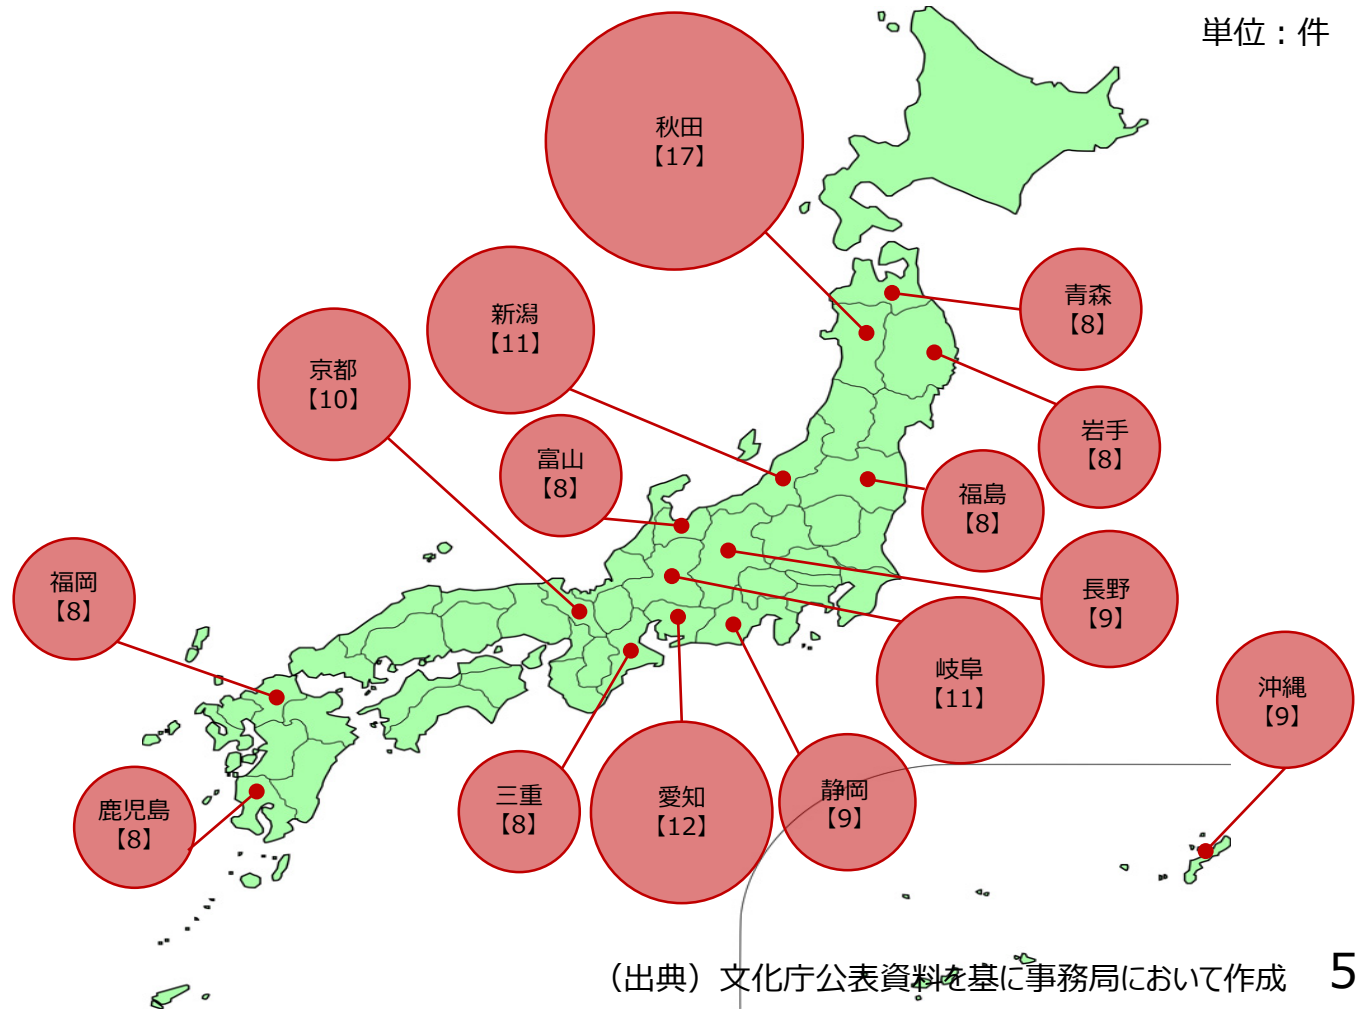 単位：件
秋田
【17】
新潟
【11】
青森
【8】
京都
【10】
岩手
【8】
富山
【8】
福島
【8】
福岡
【8】
長野
【9】
岐阜
【11】
沖縄
【9】
鹿児島
【8】
三重
【8】
愛知
【12】
静岡
【9】
（出典）文化庁公表資料を基に事務局において作成
5